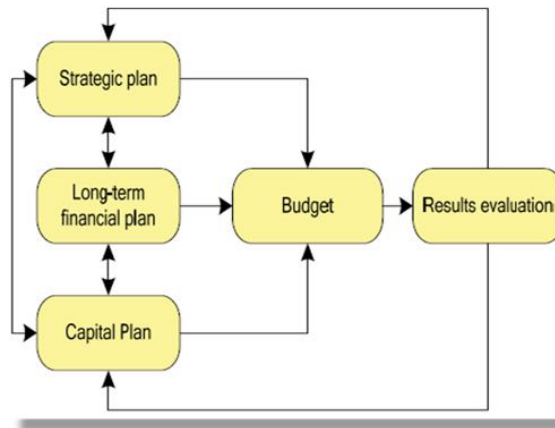 Strategic plan
Long-term
financial plan
Budget
Results evaluation
Capital Plan